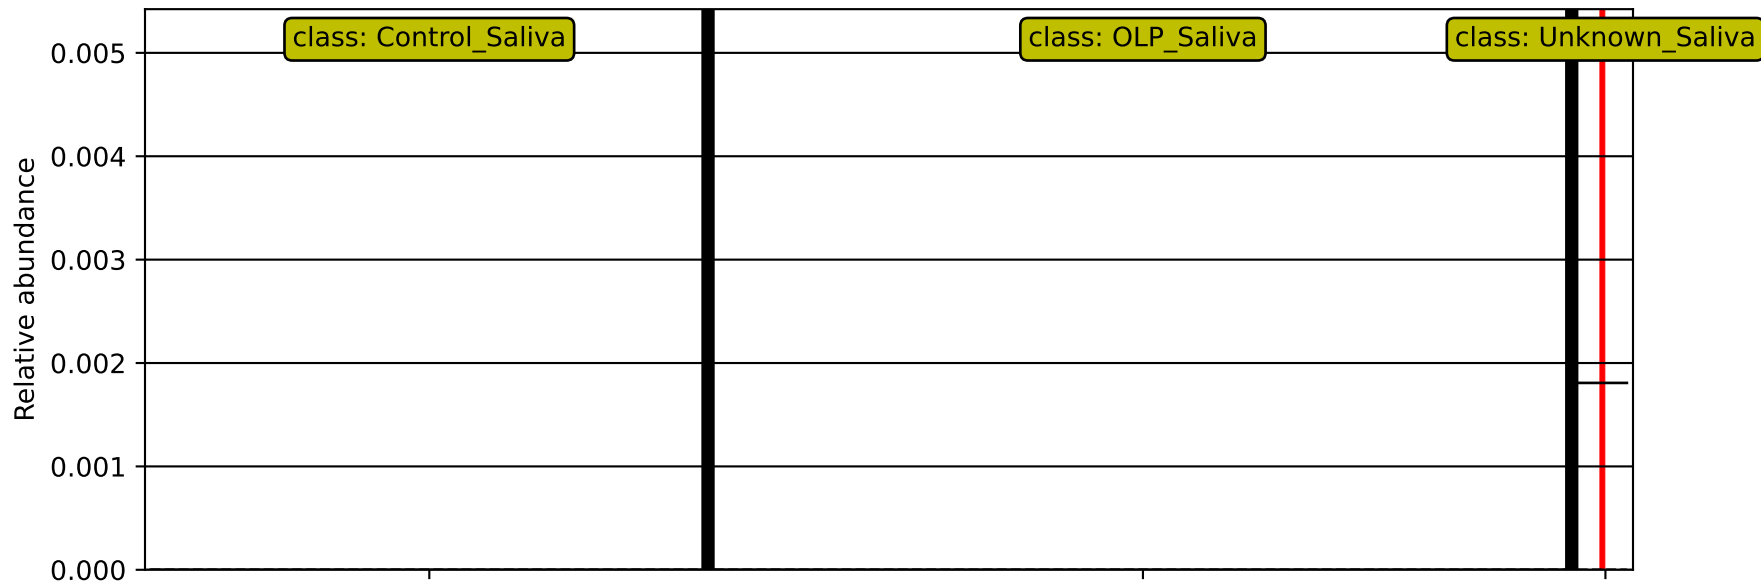 class: Control_Saliva
class: OLP_Saliva
class: Unknown_Saliva
Relative abundance
0.005
0.004
0.003
0.002
0.001
0.000